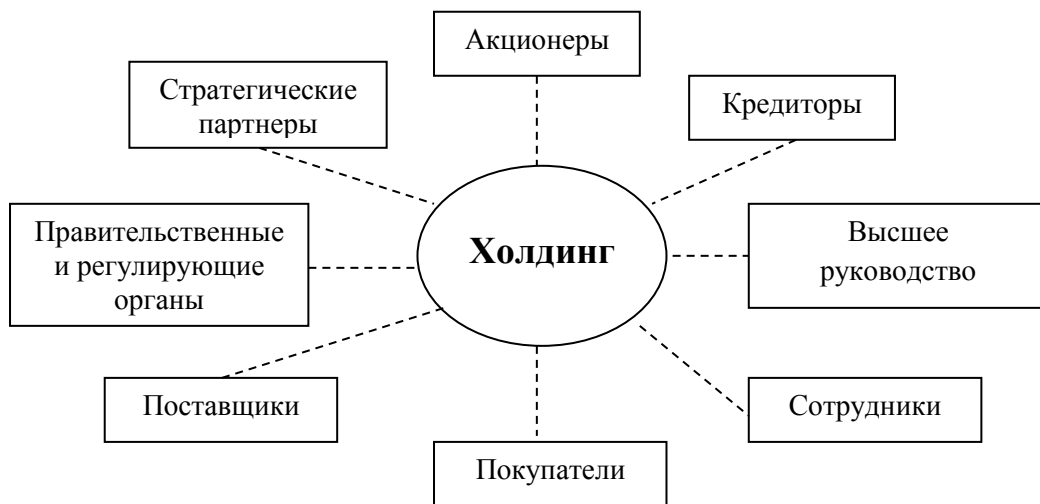 Акционеры
Стратегические
партнеры
Кредиторы
Правительственные
и регулирующие
органы
Холдинг
Высшее
руководство
Поставщики
Сотрудники
Покупатели